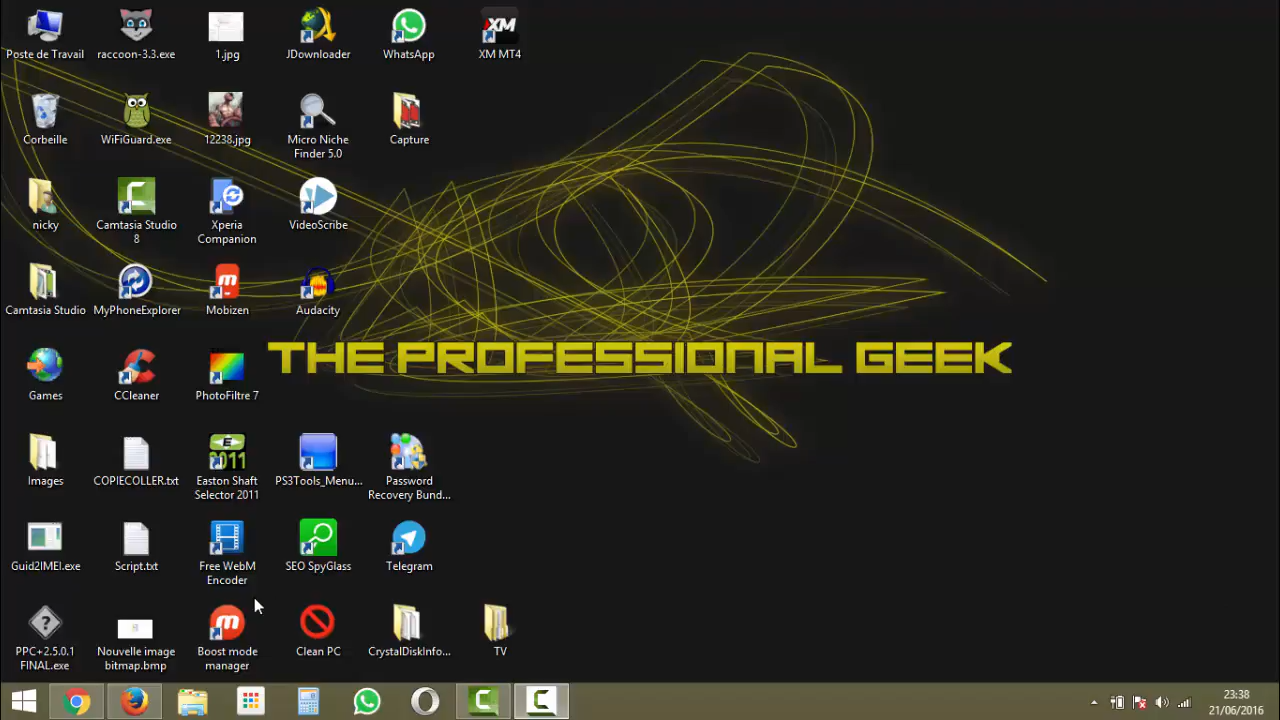 Poste de Travail
raccoon-3.3.exe
1.jpg
JDownloader
WhatsApp
XM
XM MT4
Corbeille
WiFiGuard.exe
12238.jpg
Micro Niche
Finder 5.0
Capture
nicky
Camtasia Studio
8
Xperia
Companion
VideoScribe
Camtasia Studio
MyPhoneExplorer
Mobizen
Audacity
THE PROFESSIONAL GEEK
Games
CCleaner
PhotoFiltre 7
Images
COPIECOLLER.txt
E
2011
Easton Shaft
Selector 2011
PS3Tools_Menu...
Password
Recovery Bund...
Guid2IMEI.exe
Script.txt
Free WebM
Encoder
SEO SpyGlass
Telegram
PPC+2.5.0.1
FINAL.exe
Nouvelle image
bitmap.bmp
Boost mode
manager
Clean PC
CrystalDiskInfo...
TV
23:38
21/06/2016